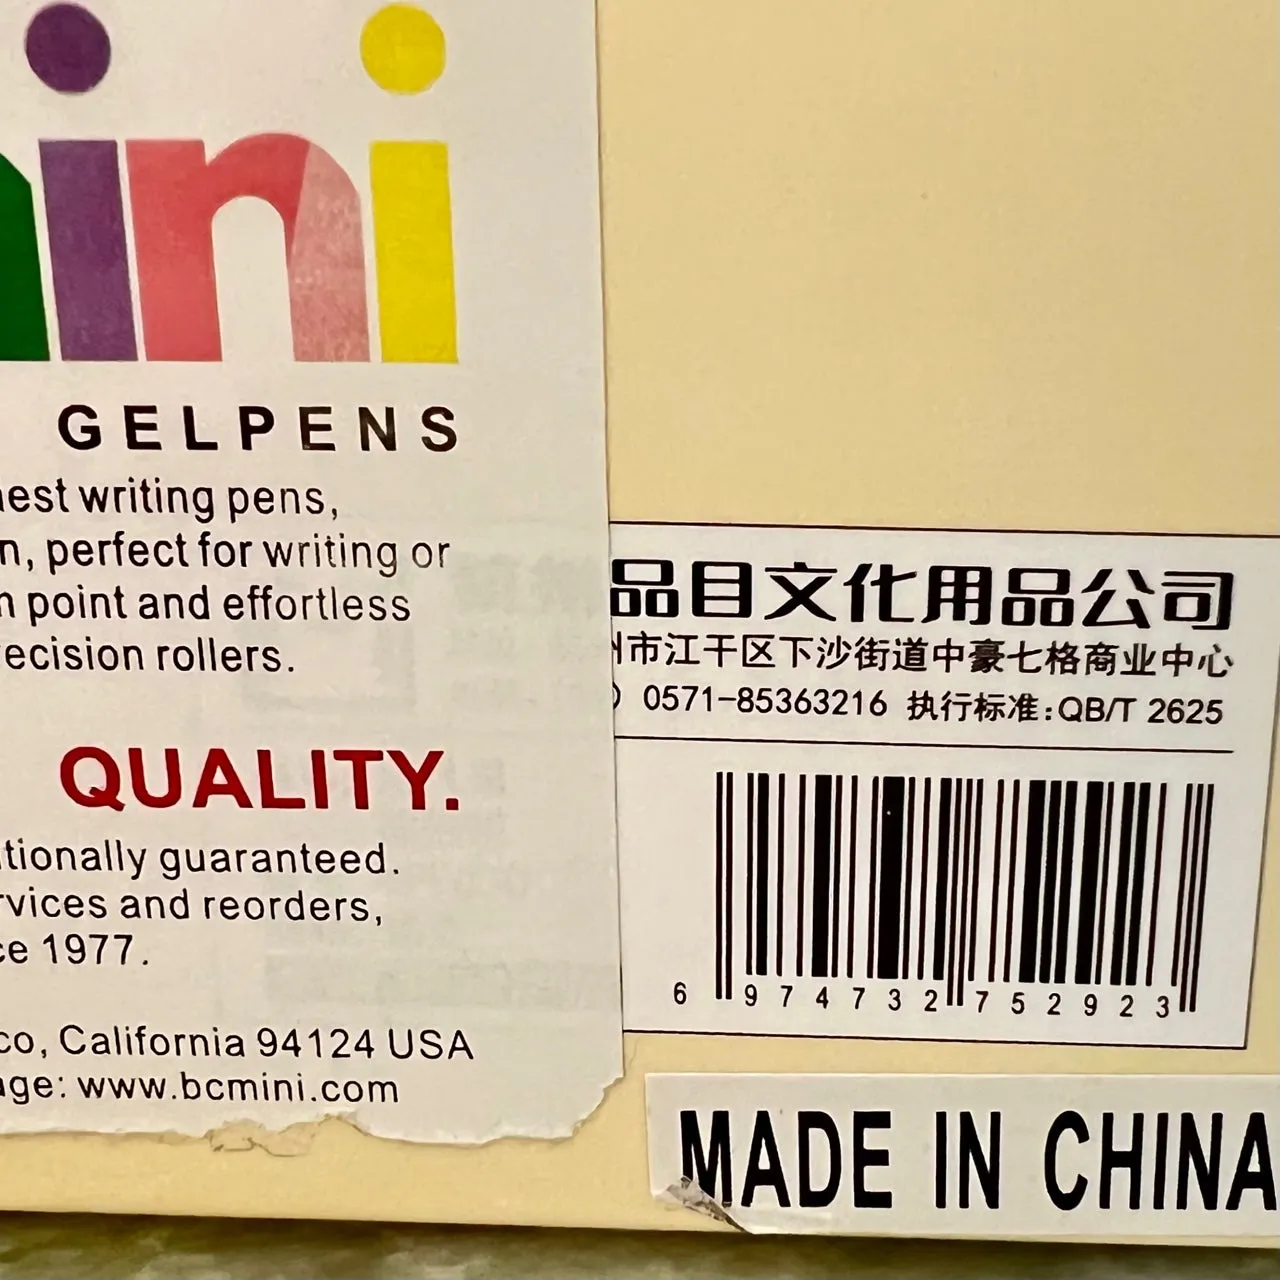 ini
GELPENS
est writing pens,
n, perfect for writing or
point and effortless
ecision rollers.
QUALITY.
tionally guaranteed.
rvices and reorders,
ce 1977.
co, California 94124 USA
age: www.bcmini.com
品目文化用品公司
州市江干区下沙街道中豪七格商业中心
0571-85363216 执行标准:QB/T 2625
6 974732 752923
MADE IN CHINA